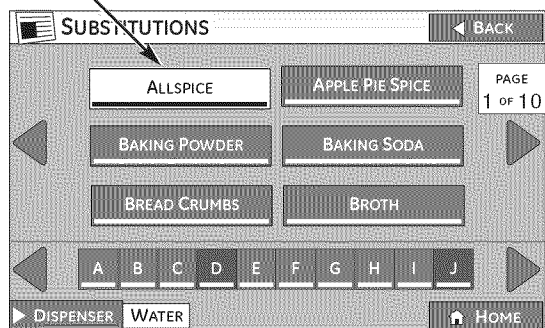 SUBSTITUTIONS
BACK
ALLSPICE
APPLE PIE SPICE
PAGE
1 OF 10
BAKING POWDER
BAKING SODA
BREAD CRUMBS
BROTH
A B C D E F G H I J
DISPENSER WATER
HOME